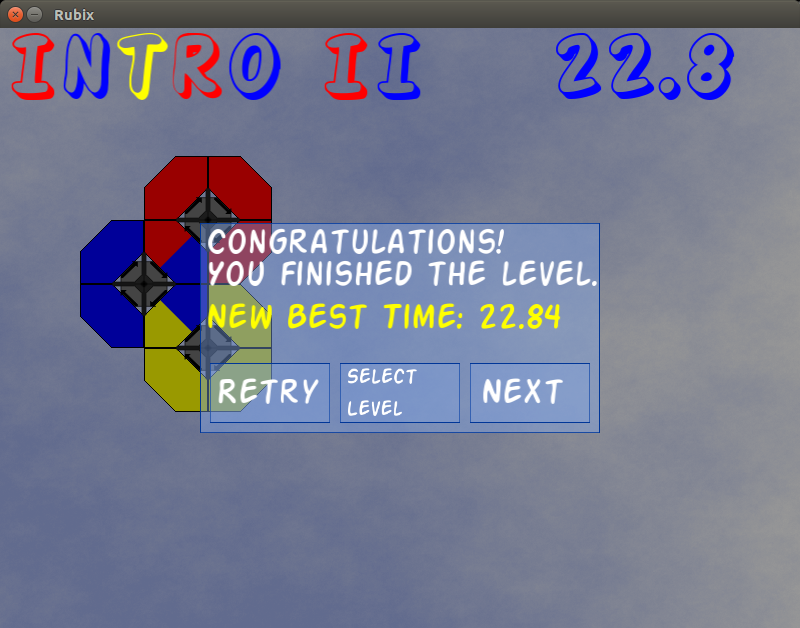 Rubix
INTRO II 22.8
CONGRATULATIONS!
YOU FINISHED THE LEVEL.
NEW BEST TIME: 22.84
RETRY
SELECT
LEVEL
NEXT